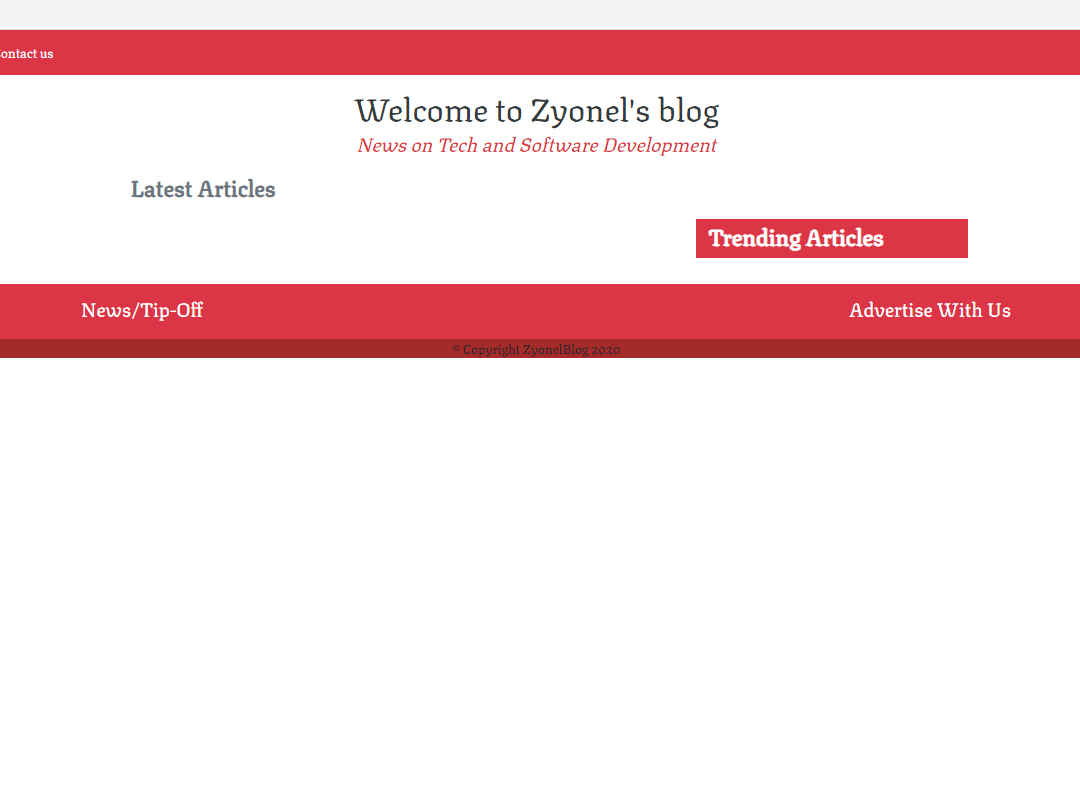 Contact us
Welcome to Zyonel's blog
News on Tech and Software Development
Latest Articles
Trending Articles
News/Tip-Off
Advertise With Us
© Copyright ZyonelBlog 2020